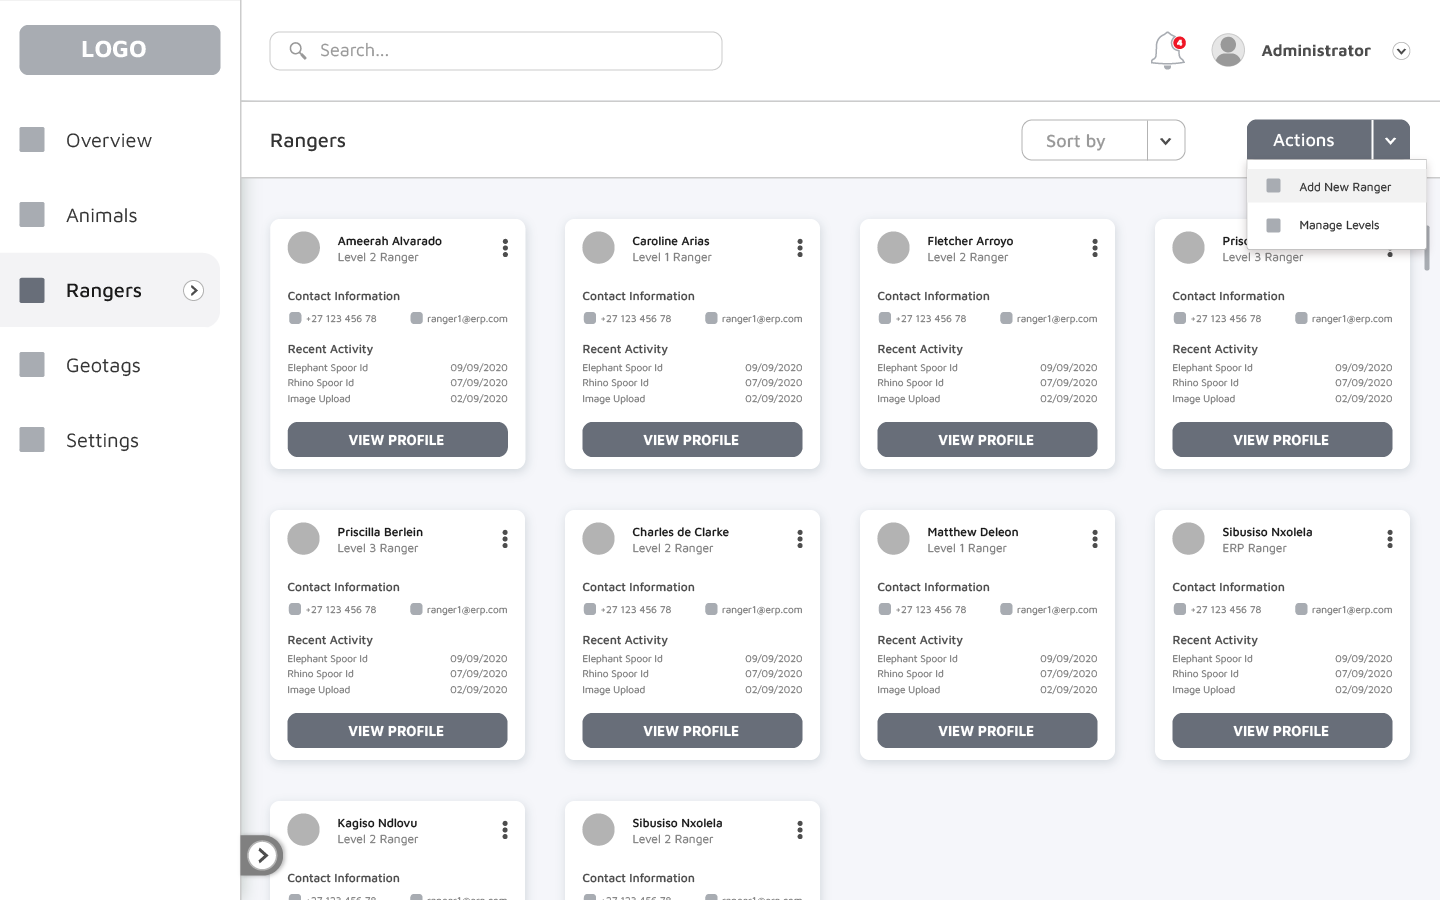 LOGO
Search...
4
Administrator
Overview
Animals
Rangers
Geotags
Settings
Rangers
Sort by
Actions
Add New Ranger
Manage Levels
Ameerah Alvarado
Level 2 Ranger
Contact Information
+27 123 456 78 ranger1@erp.com
Recent Activity
Elephant Spoor Id 09/09/2020
Rhino Spoor Id 07/09/2020
Image Upload 02/09/2020
VIEW PROFILE
Caroline Arias
Level 1 Ranger
Contact Information
+27 123 456 78 ranger1@erp.com
Recent Activity
Elephant Spoor Id 09/09/2020
Rhino Spoor Id 07/09/2020
Image Upload 02/09/2020
VIEW PROFILE
Fletcher Arroyo
Level 2 Ranger
Contact Information
+27 123 456 78 ranger1@erp.com
Recent Activity
Elephant Spoor Id 09/09/2020
Rhino Spoor Id 07/09/2020
Image Upload 02/09/2020
VIEW PROFILE
Level 3 Ranger
Contact Information
+27 123 456 78 ranger1@erp.com
Recent Activity
Elephant Spoor Id 09/09/2020
Rhino Spoor Id 07/09/2020
Image Upload 02/09/2020
VIEW PROFILE
Priscilla Berlein
Level 3 Ranger
Contact Information
+27 123 456 78 ranger1@erp.com
Recent Activity
Elephant Spoor Id 09/09/2020
Rhino Spoor Id 07/09/2020
Image Upload 02/09/2020
VIEW PROFILE
Charles de Clarke
Level 2 Ranger
Contact Information
+27 123 456 78 ranger1@erp.com
Recent Activity
Elephant Spoor Id 09/09/2020
Rhino Spoor Id 07/09/2020
Image Upload 02/09/2020
VIEW PROFILE
Matthew Deleon
Level 1 Ranger
Contact Information
+27 123 456 78 ranger1@erp.com
Recent Activity
Elephant Spoor Id 09/09/2020
Rhino Spoor Id 07/09/2020
Image Upload 02/09/2020
VIEW PROFILE
Sibusiso Nxolela
ERP Ranger
Contact Information
+27 123 456 78 ranger1@erp.com
Recent Activity
Elephant Spoor Id 09/09/2020
Rhino Spoor Id 07/09/2020
Image Upload 02/09/2020
VIEW PROFILE
Kagiso Ndlovu
Level 2 Ranger
Contact Information
Sibusiso Nxolela
Level 2 Ranger
Contact Information